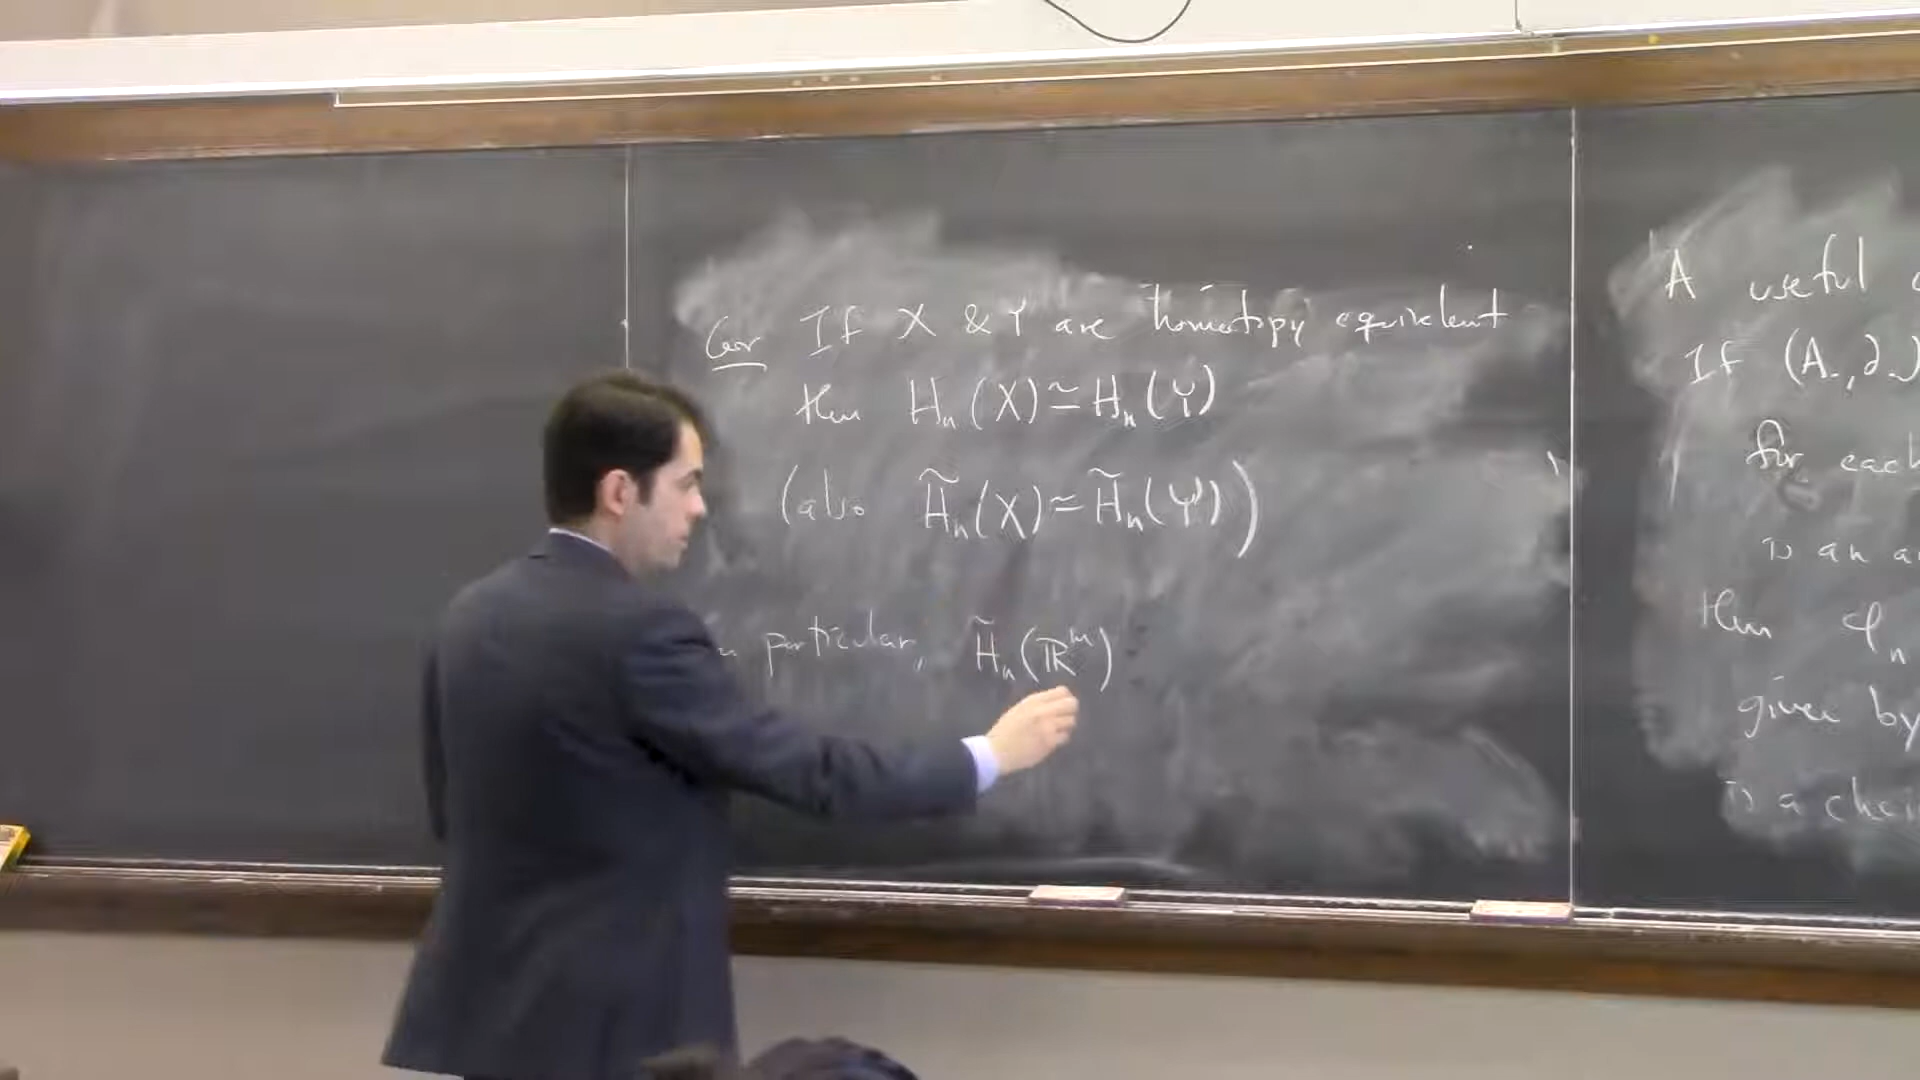 Cor If X & Y are homotopy equivalent
then Hₙ(X) ≅ Hₙ(Y)
(also H̃ₙ(X) ≅ H̃ₙ(Y))
particular, H̃ₙ(ℝᵐ)
A useful
If (A., ∂.)
for each
is an
then φₙ
given by
is a